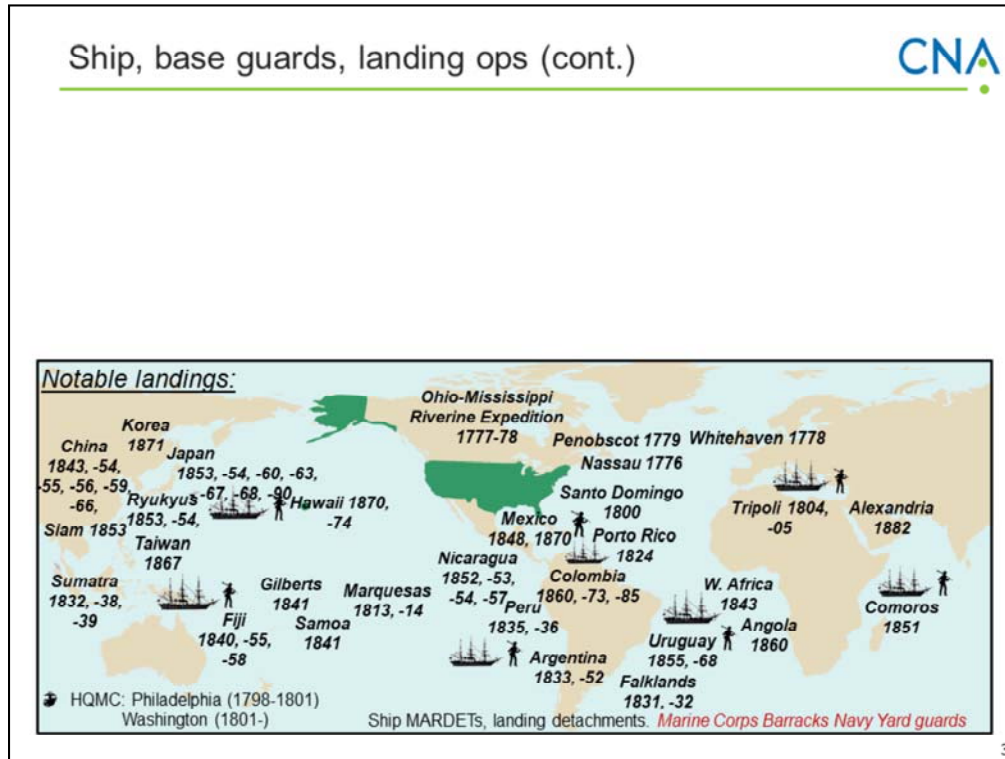 Ship, base guards, landing ops (cont.)
CNA
Notable landings:
Ohio-Mississippi
Riverine Expedition
1777-78
Korea
1871
China
1843, -54,
-55, -56, -59,
-66,
Japan
1853, -54, -60, -63,
-67, -68, -90
Ryukyus
1853, -54,
Hawaii 1870,
-74
Siam 1853
Taiwan
1867
Sumatra
1832, -38,
-39
Fiji
1840, -55,
-58
Gilberts
1841
Samoa
1841
Marquesas
1813, -14
Penobscot 1779
Whitehaven 1778
Nassau 1776
Santo Domingo
1800
Mexico
1848, 1870
Porto Rico
1824
Nicaragua
1852, -53,
-54, -57
Colombia
1860, -73, -85
Peru
1835, -36
Argentina
1833, -52
Uruguay
1855, -68
Falklands
1831, -32
Tripoli 1804,
-05
Alexandria
1882
W. Africa
1843
Angola
1860
Comoros
1851
HQMC: Philadelphia (1798-1801)
Washington (1801-)
Ship MARDETs, landing detachments. Marine Corps Barracks Navy Yard guards